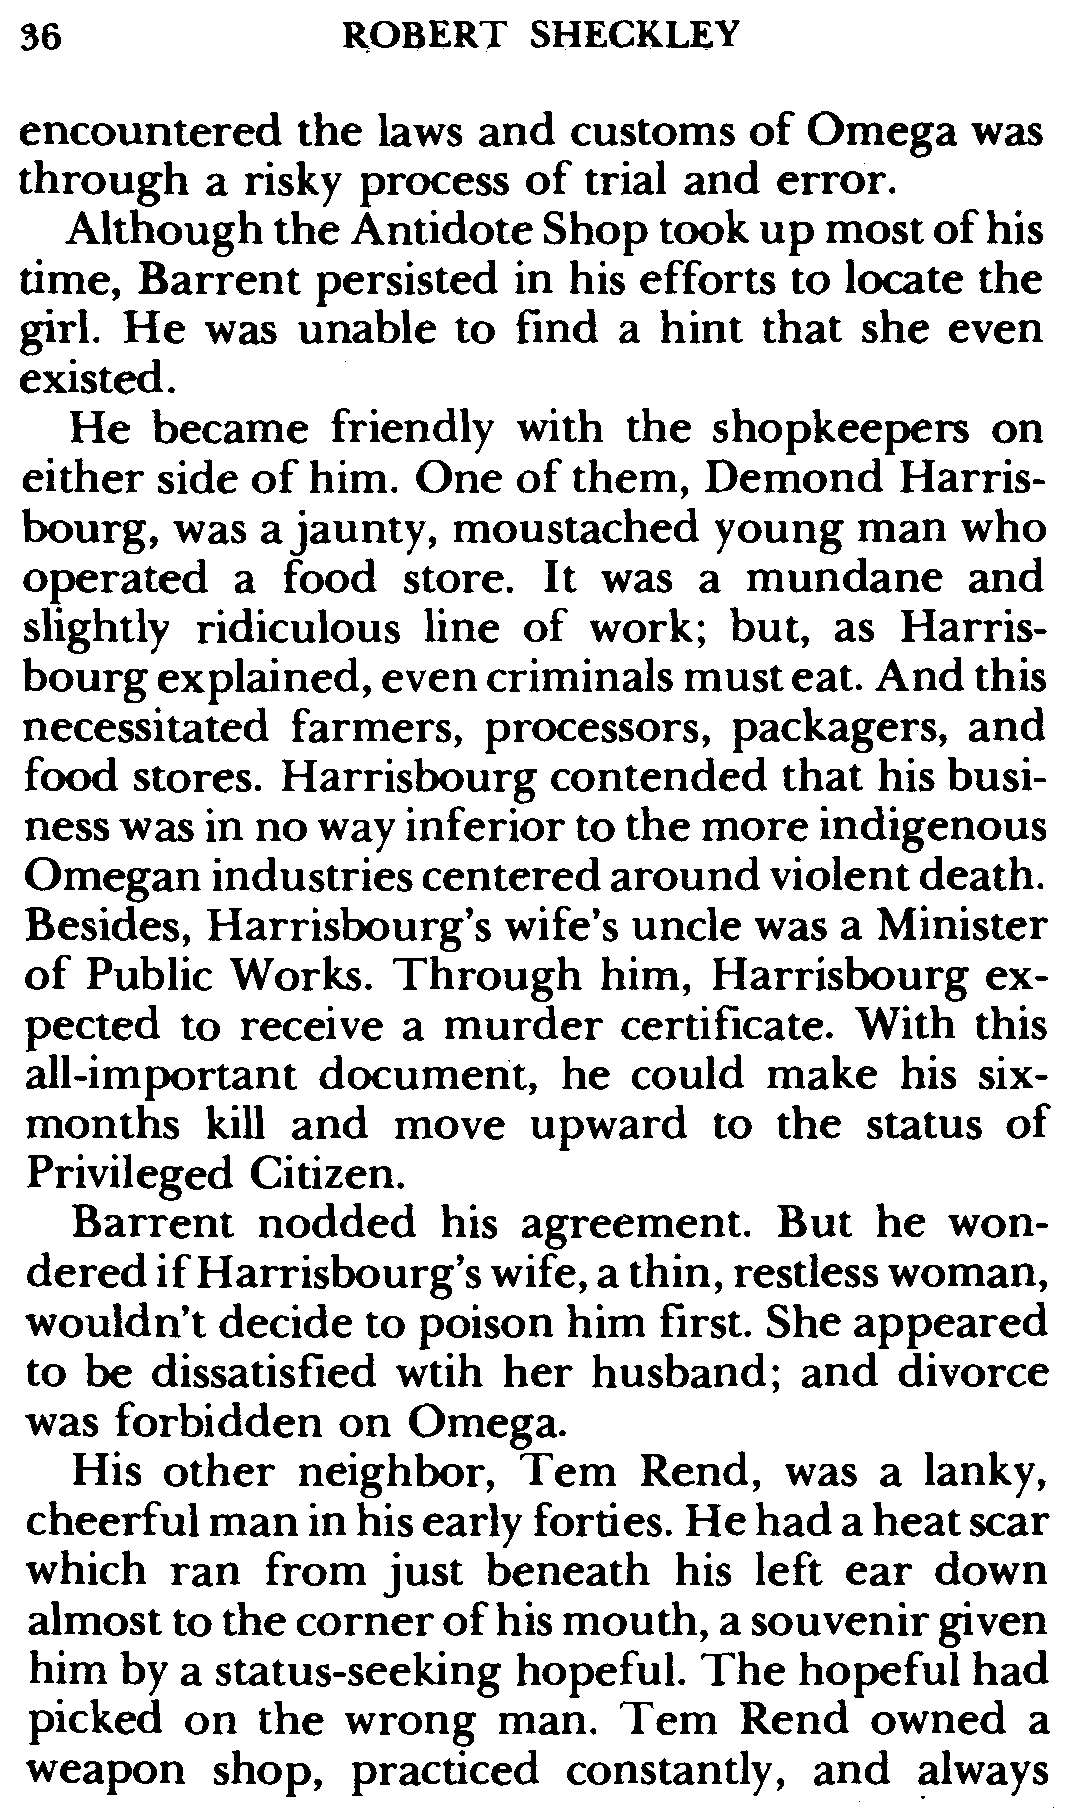 36 ROBERT SHECKLEY
encountered the laws and customs of Omega was
through a risky process of trial and error.
Although the Antidote Shop took up most of his
time, Barrent persisted in his efforts to locate the
girl. He was unable to find a hint that she even
existed.
He became friendly with the shopkeepers on
either side of him. One of them, Demond Harris-
bourg, was a jaunty, moustached young man who
operated a food store. It was a mundane and
slightly ridiculous line of work; but, as Harris-
bourg explained, even criminals must eat. And this
necessitated farmers, processors, packagers, and
food stores. Harrisbourg contended that his busi-
ness was in no way inferior to the more indigenous
Omegan industries centered around violent death.
Besides, Harrisbourg's wife's uncle was a Minister
of Public Works. Through him, Harrisbourg ex-
pected to receive a murder certificate. With this
all-important document, he could make his six-
months kill and move upward to the status of
Privileged Citizen.
Barrent nodded his agreement. But he won-
dered if Harrisbourg's wife, a thin, restless woman,
wouldn't decide to poison him first. She appeared
to be dissatisfied wtih her husband; and divorce
was forbidden on Omega.
His other neighbor, Tem Rend, was a lanky,
cheerful man in his early forties. He had a heat scar
which ran from just beneath his left ear down
almost to the corner of his mouth, a souvenir given
him by a status-seeking hopeful. The hopeful had
picked on the wrong man. Tem Rend owned a
weapon shop, practiced constantly, and always